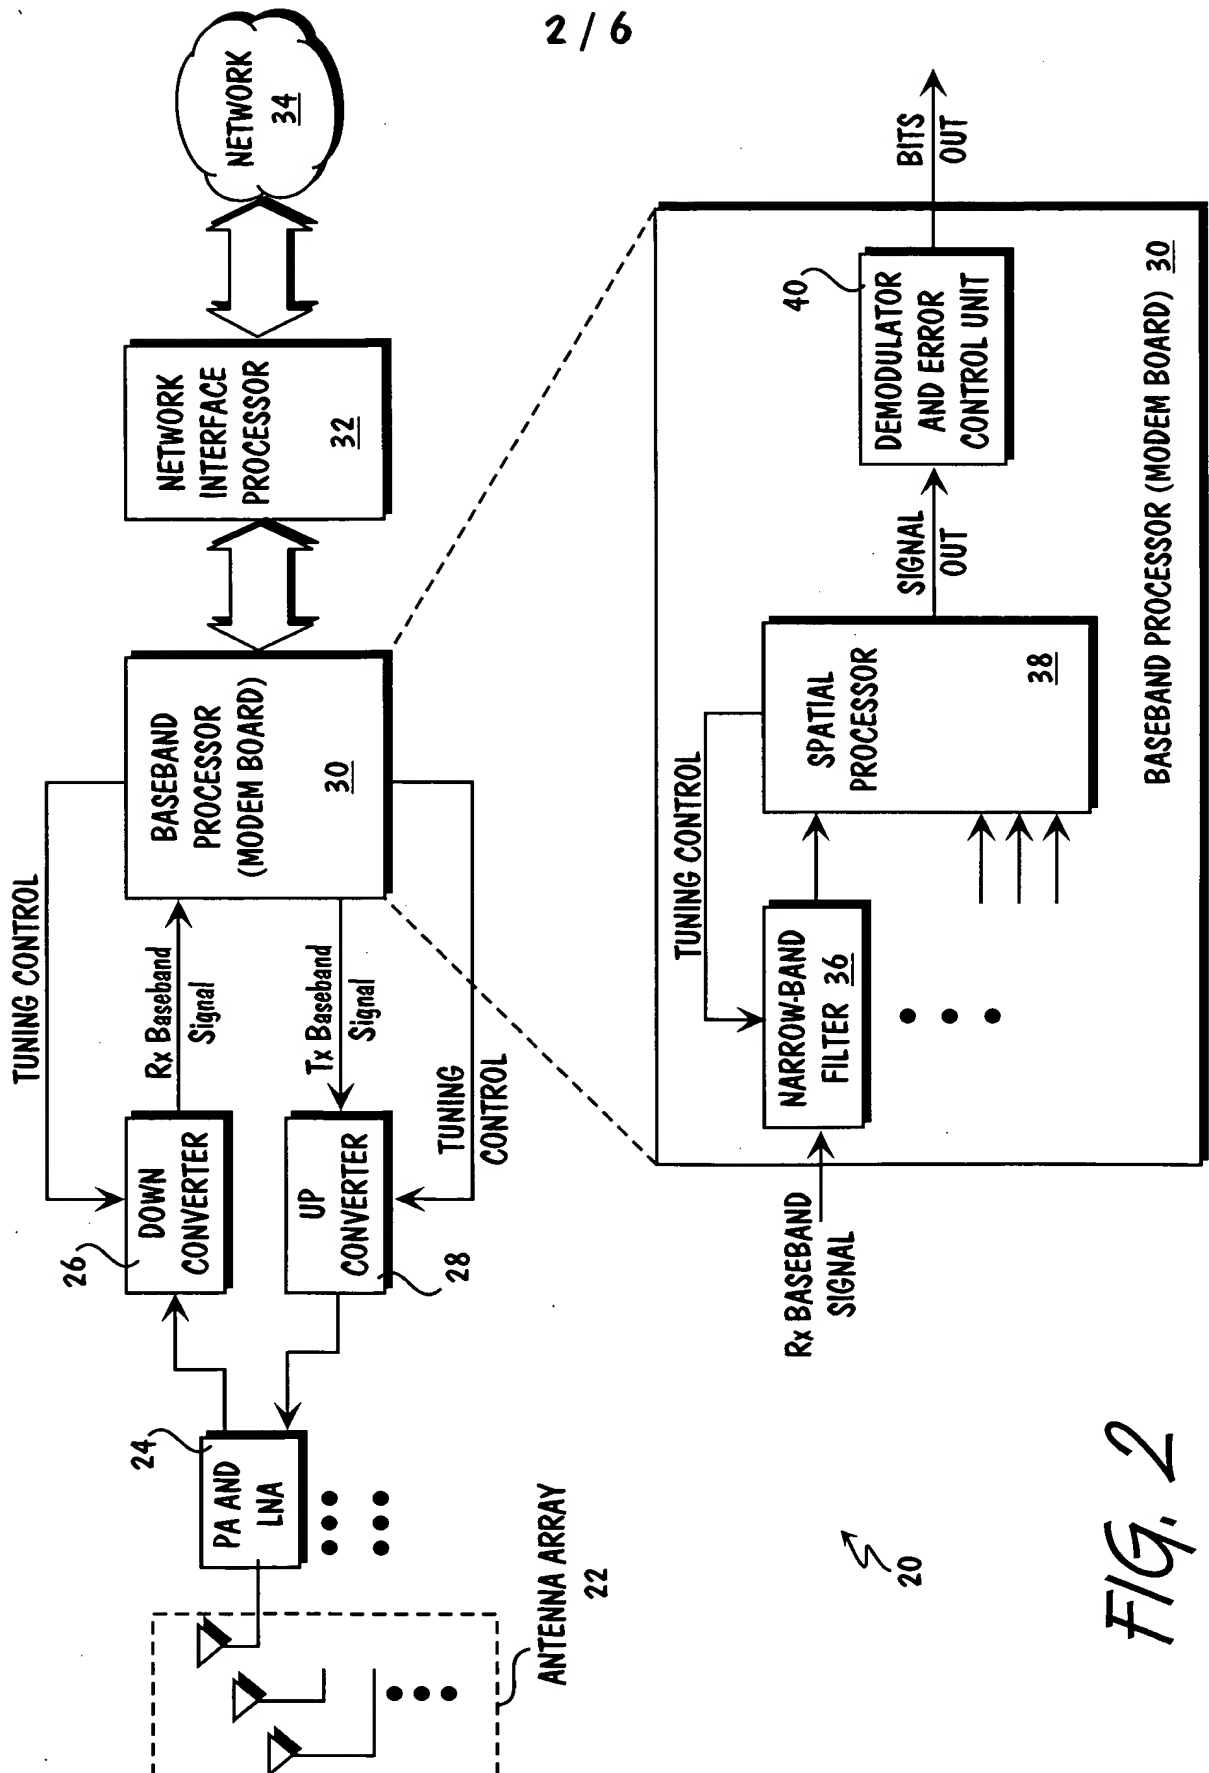 2 / 6
NETWORK
34
NETWORK
INTERFACE
PROCESSOR
32
BASEBAND
PROCESSOR
(MODEM BOARD)
30
TUNING CONTROL
Rx Baseband
Signal
Tx Baseband
Signal
TUNING
CONTROL
DOWN
CONVERTER
26
UP
CONVERTER
28
PA AND
LNA
24
ANTENNA ARRAY
22
BITS
OUT
40
DEMODULATOR
AND ERROR
CONTROL UNIT
SIGNAL
OUT
SPATIAL
PROCESSOR
38
TUNING CONTROL
NARROW-BAND
FILTER 36
Rx BASEBAND
SIGNAL
BASEBAND PROCESSOR (MODEM BOARD) 30
20
FIG. 2